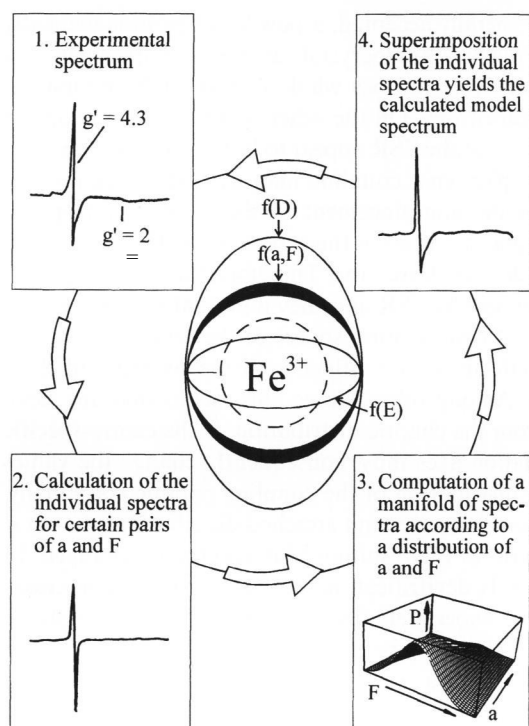 1. Experimental
spectrum
g' = 4.3
g' = 2
4. Superimposition
of the individual
spectra yields the
calculated model
spectrum
f(D)
f(a,F)
Fe³⁺
f(E)
2. Calculation of the
individual spectra
for certain pairs
of a and F
3. Computation of a
manifold of spec-
tra according to
a distribution of
a and F
P
F
a